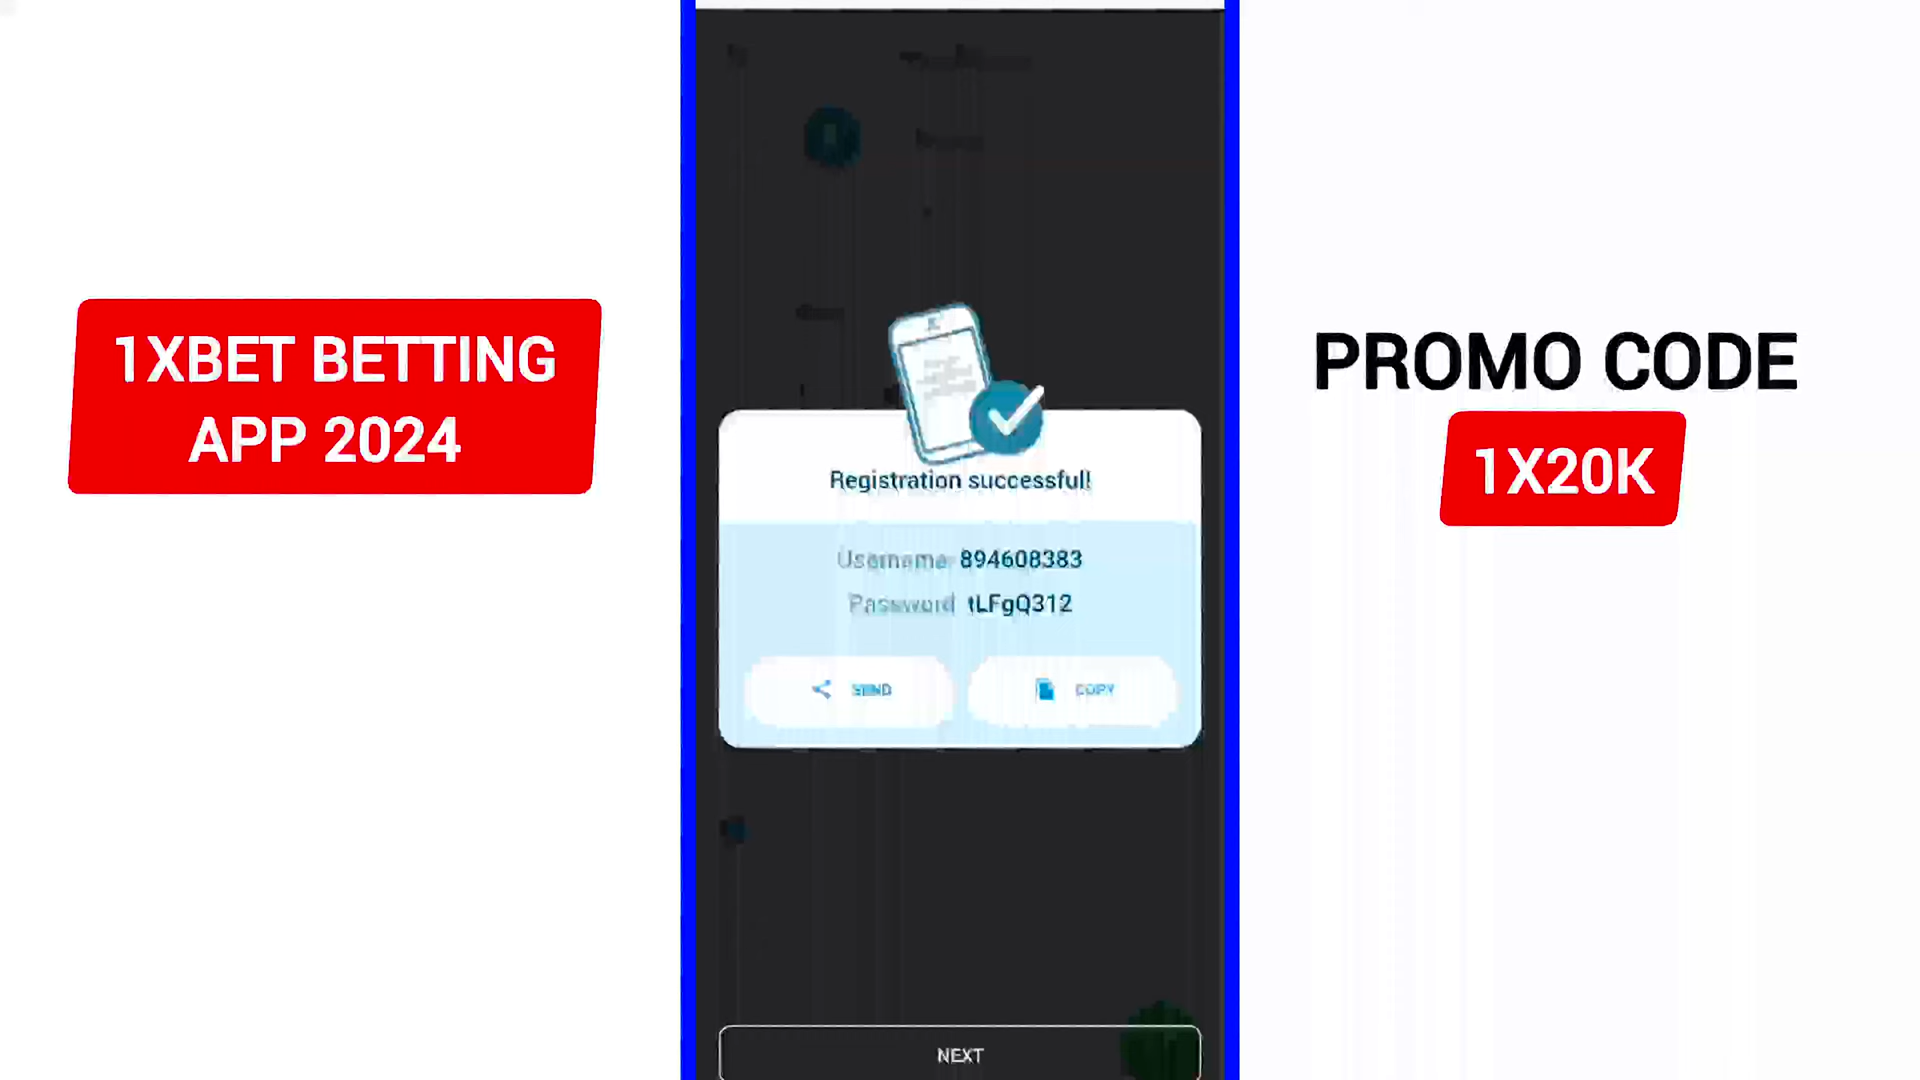 1XBET BETTING
APP 2024
Registration successful!
Username 894608383
Password tLFgQ312
SEND
COPY
NEXT
PROMO CODE
1X20K